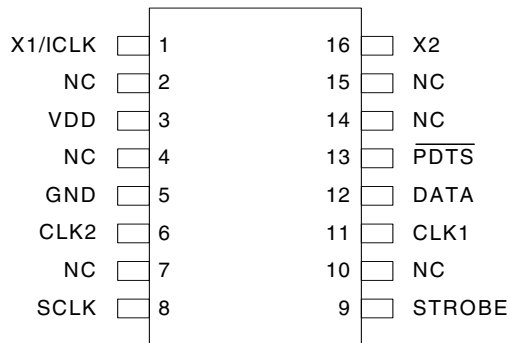 X1/ICLK 1 16 X2
NC 2 15 NC
VDD 3 14 NC
NC 4 13 PDTS
GND 5 12 DATA
CLK2 6 11 CLK1
NC 7 10 NC
SCLK 8 9 STROBE